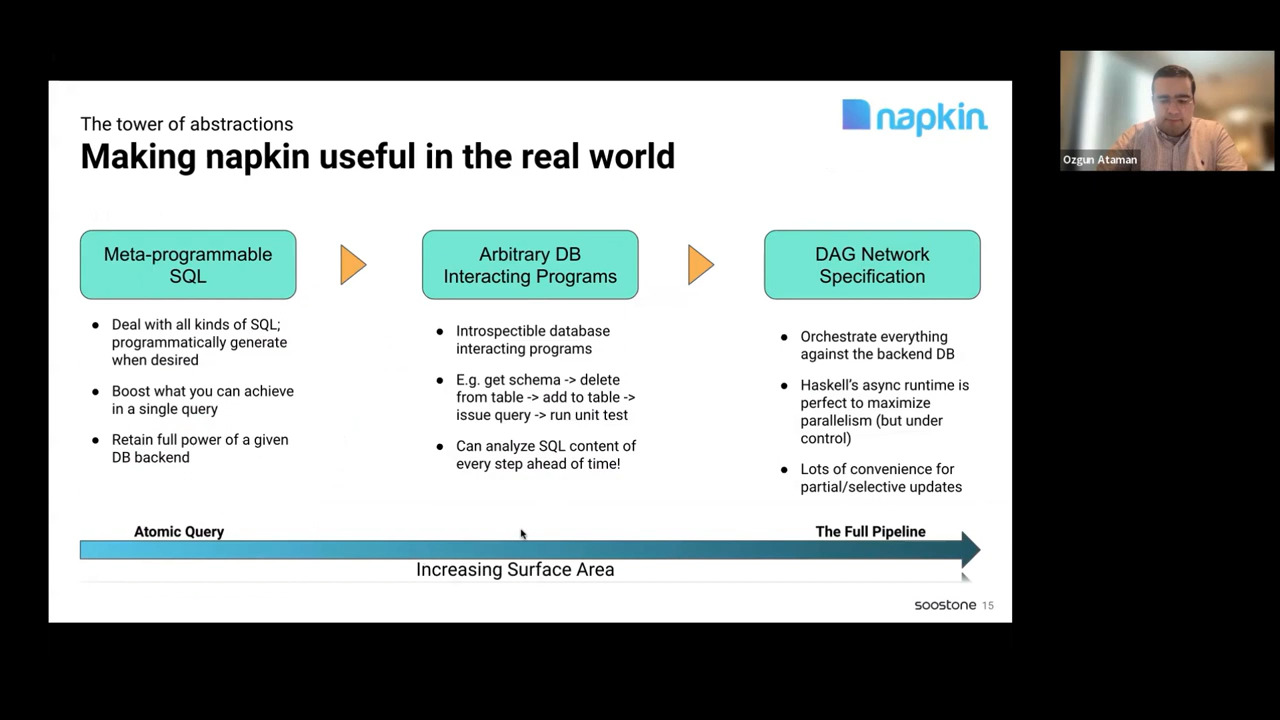 The tower of abstractions
Making napkin useful in the real world
napkin
Ozgun Ataman
Meta-programmable
SQL
● Deal with all kinds of SQL;
programmatically generate
when desired
● Boost what you can achieve
in a single query
● Retain full power of a given
DB backend
Arbitrary DB
Interacting Programs
● Introspectible database
interacting programs
● E.g. get schema -> delete
from table -> add to table ->
issue query -> run unit test
● Can analyze SQL content of
every step ahead of time!
DAG Network
Specification
● Orchestrate everything
against the backend DB
● Haskell's async runtime is
perfect to maximize
parallelism (but under
control)
● Lots of convenience for
partial/selective updates
Atomic Query
The Full Pipeline
Increasing Surface Area
soostone 15